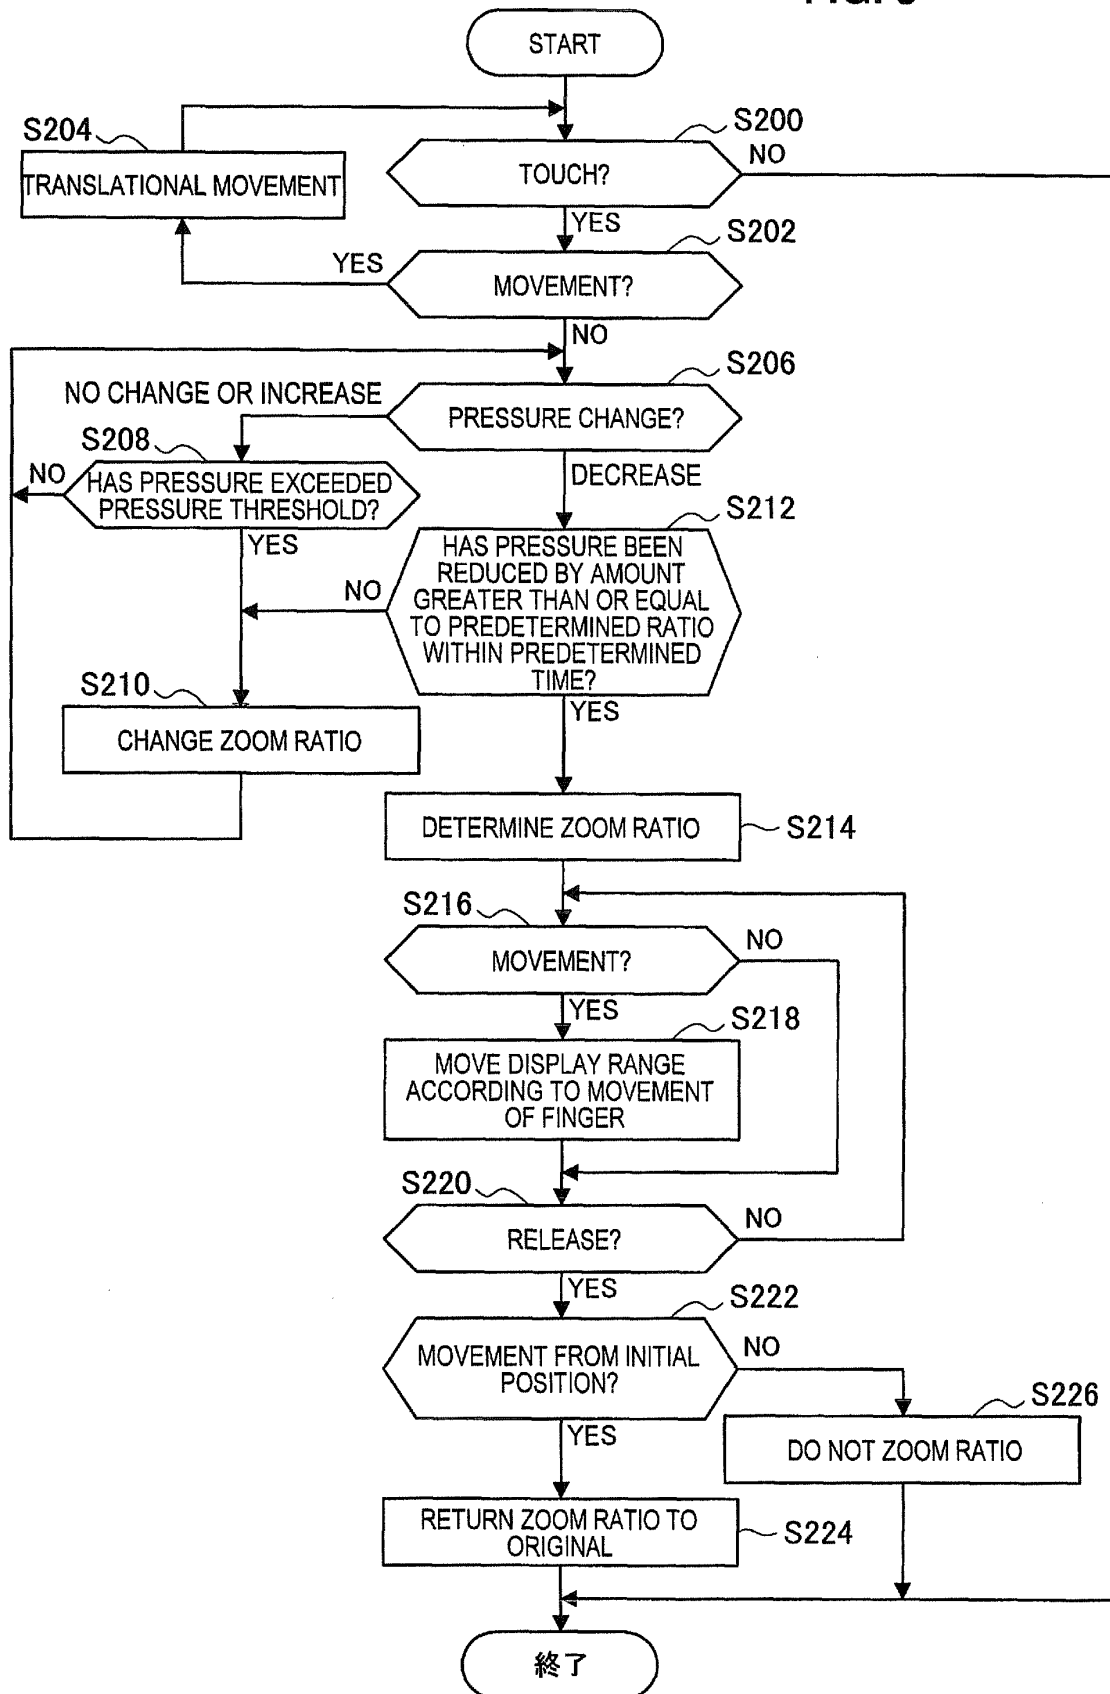 START
S200
TOUCH?
NO
S204
TRANSLATIONAL MOVEMENT
YES
S202
MOVEMENT?
YES
NO
S206
PRESSURE CHANGE?
NO CHANGE OR INCREASE
S208
HAS PRESSURE EXCEEDED
PRESSURE THRESHOLD?
NO
YES
DECREASE
S212
HAS PRESSURE BEEN
REDUCED BY AMOUNT
GREATER THAN OR EQUAL
TO PREDETERMINED RATIO
WITHIN PREDETERMINED
TIME?
NO
YES
S210
CHANGE ZOOM RATIO
DETERMINE ZOOM RATIO
S214
S216
MOVEMENT?
NO
YES
S218
MOVE DISPLAY RANGE
ACCORDING TO MOVEMENT
OF FINGER
S220
RELEASE?
NO
YES
S222
MOVEMENT FROM INITIAL
POSITION?
NO
YES
S226
DO NOT ZOOM RATIO
RETURN ZOOM RATIO TO
ORIGINAL
S224
終了